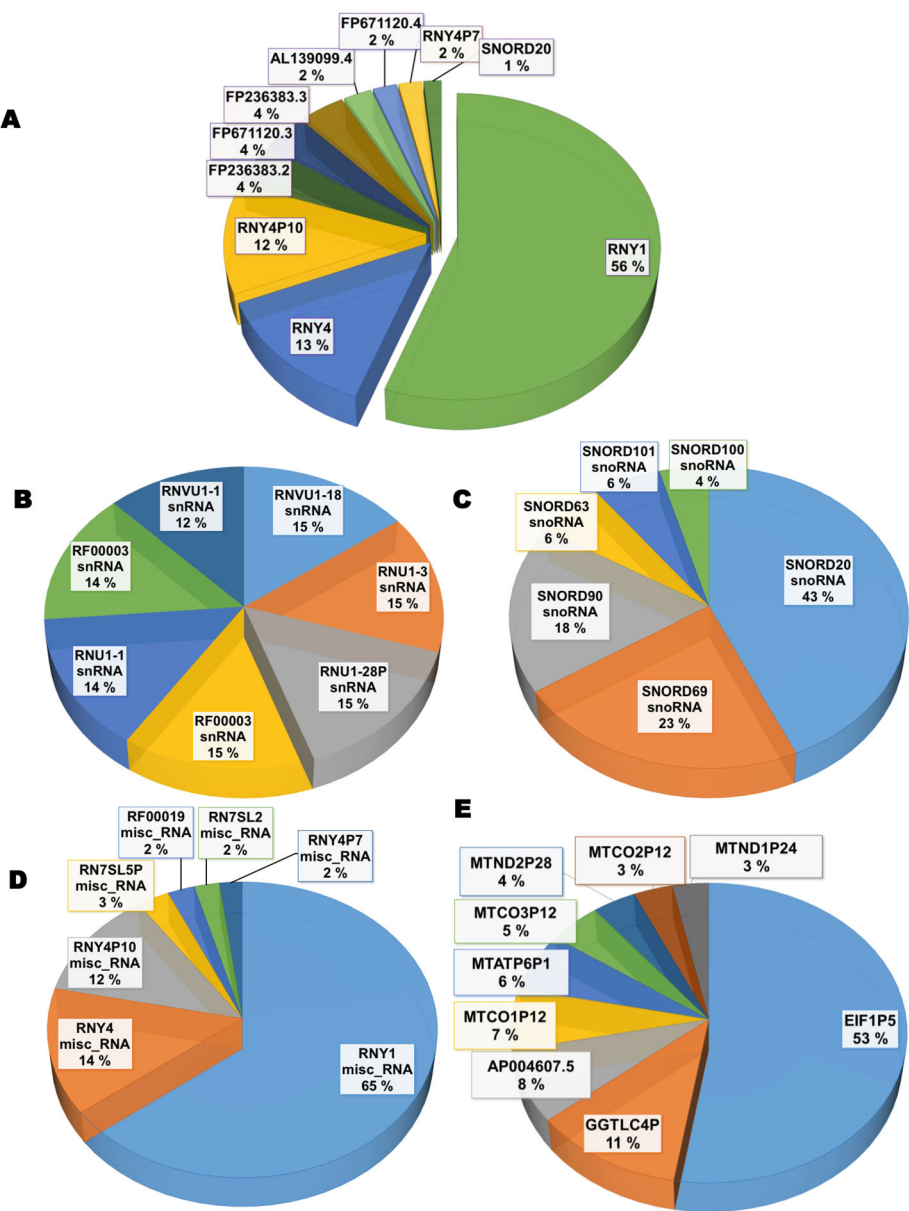 A
FP671120.4
2 %
RNY4P7
2 %
SNORD20
1 %
AL139099.4
2 %
FP236383.3
4 %
FP671120.3
4 %
FP236383.2
4 %
RNY4P10
12 %
RNY4
13 %
RNY1
56 %
B
RNVU1-1
snRNA
12 %
RNVU1-18
snRNA
15 %
RF00003
snRNA
14 %
RNU1-3
snRNA
15 %
RNU1-1
snRNA
14 %
RNU1-28P
snRNA
15 %
RF00003
snRNA
15 %
C
SNORD101
snoRNA
6 %
SNORD100
snoRNA
4 %
SNORD63
snoRNA
6 %
SNORD90
snoRNA
18 %
SNORD20
snoRNA
43 %
SNORD69
snoRNA
23 %
D
RF00019
misc_RNA
2 %
RN7SL2
misc_RNA
2 %
RNY4P7
misc_RNA
2 %
RN7SL5P
misc_RNA
3 %
RNY4P10
misc_RNA
12 %
RNY4
misc_RNA
14 %
RNY1
misc_RNA
65 %
E
MTND2P28
4 %
MTCO2P12
3 %
MTND1P24
3 %
MTCO3P12
5 %
MTATP6P1
6 %
MTCO1P12
7 %
AP004607.5
8 %
GGTLC4P
11 %
EIF1P5
53 %